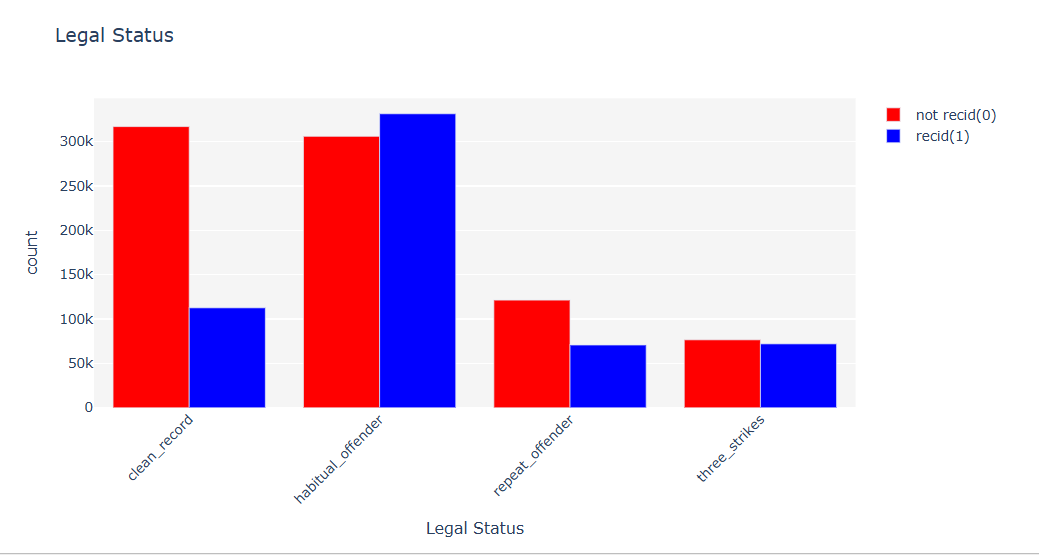 Legal Status
not recid(0)
recid(1)
300k
250k
200k
150k
100k
50k
0
count
clean_record
habitual_offender
repeat_offender
three_strikes
Legal Status